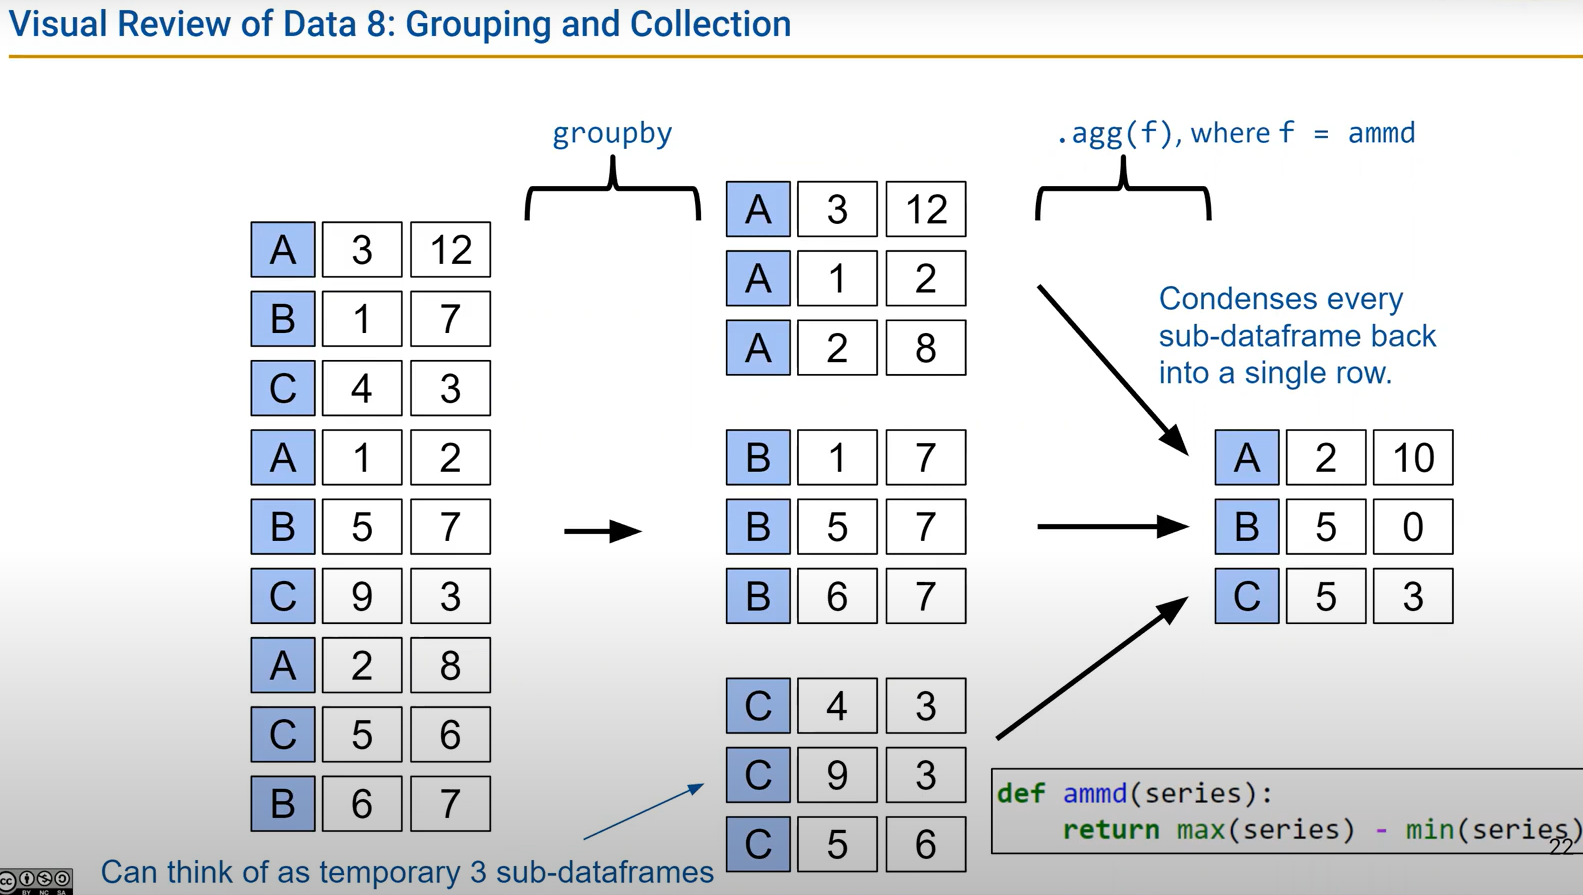 Visual Review of Data 8: Grouping and Collection
groupby
.agg(f), where f = ammd
A 3 12
B 1 7
C 4 3
A 1 2
B 5 7
C 9 3
A 2 8
C 5 6
B 6 7
A 3 12
A 1 2
A 2 8
B 1 7
B 5 7
B 6 7
C 4 3
C 9 3
C 5 6
Condenses every
sub-dataframe back
into a single row.
A 2 10
B 5 0
C 5 3
def ammd(series):
return max(series) - min(series)
22
Can think of as temporary 3 sub-dataframes
cc
BY NC SA